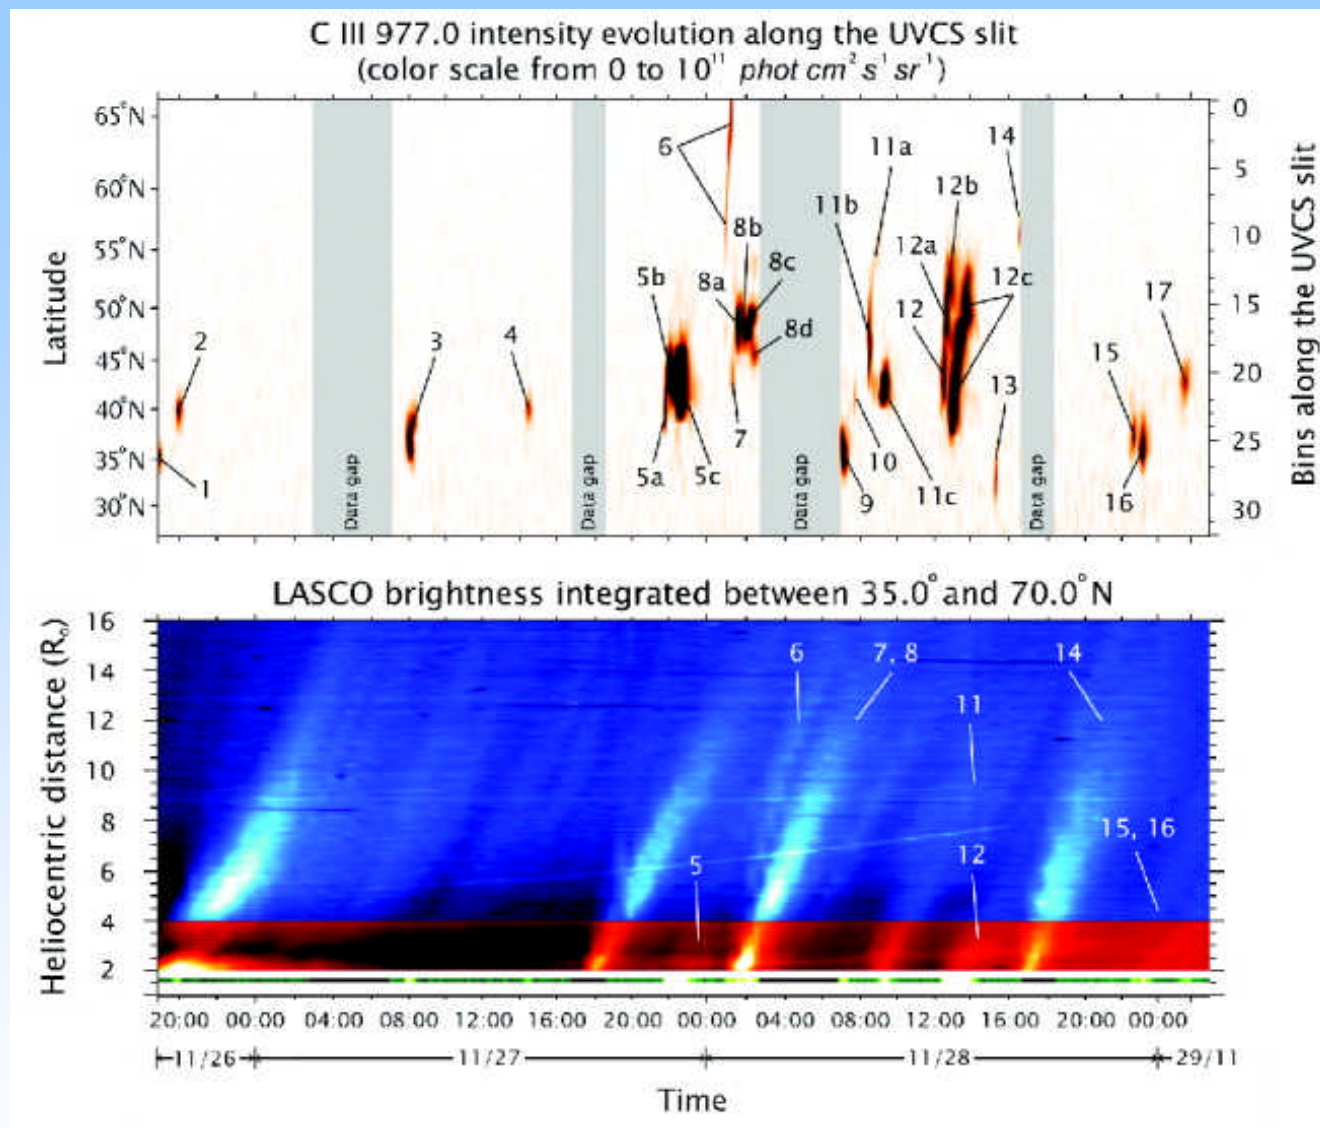 C III 977.0 intensity evolution along the UVCS slit
(color scale from 0 to 10¹¹ phot cm² s¹ sr¹)
65°N
60°N
55°N
50°N
45°N
40°N
35°N
30°N
Latitude
0
5
10
15
20
25
30
Bins along the UVCS slit
1
2
3
4
5a
5b
5c
6
7
8a
8b
8c
8d
9
10
11a
11b
11c
12
12a
12b
12c
13
14
15
16
17
Data gap
Data gap
Data gap
Data gap
LASCO brightness integrated between 35.0° and 70.0° N
16
14
12
10
8
6
4
2
Heliocentric distance (R☉)
6
7, 8
14
11
15, 16
12
5
20:00 00:00 04:00 08:00 12:00 16:00 20:00 00:00 04:00 08:00 12:00 16:00 20:00 00:00
11/26 11/27 11/28 29/11
Time